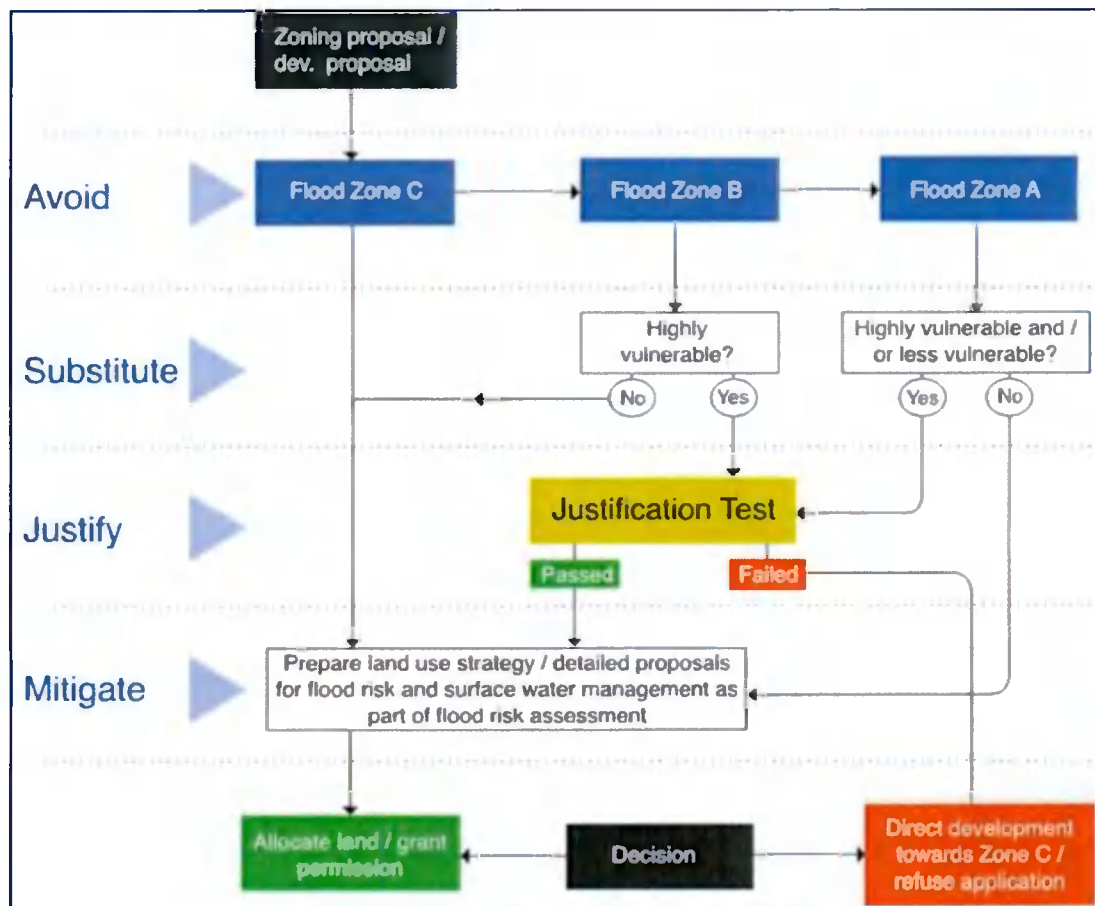 Zoning proposal /
dev. proposal
Avoid
Flood Zone C
Flood Zone B
Flood Zone A
Substitute
Highly
vulnerable?
Highly vulnerable and /
or less vulnerable?
No
Yes
Yes
No
Justify
Justification Test
Passed
Failed
Mitigate
Prepare land use strategy / detailed proposals
for flood risk and surface water management as
part of flood risk assessment
Allocate land / grant
permission
Decision
Direct development
towards Zone C /
refuse application